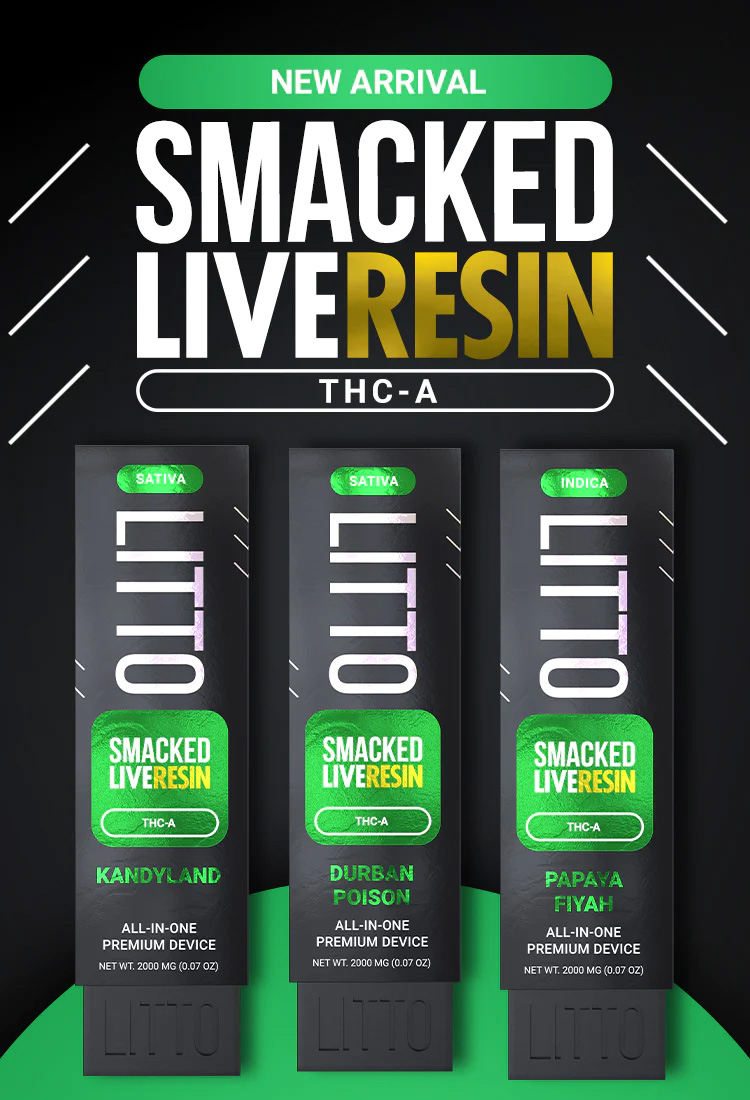 NEW ARRIVAL
SMACKED
LIVERESIN
THC-A
SATIVA
LITTO
SMACKED
LIVERESIN
THC-A
KANDYLAND
ALL-IN-ONE
PREMIUM DEVICE
NET WT. 2000 MG (0.07 OZ)
LITTO
SATIVA
LITTO
SMACKED
LIVERESIN
THC-A
DURBAN
POISON
ALL-IN-ONE
PREMIUM DEVICE
NET WT. 2000 MG (0.07 OZ)
LITTO
INDICA
LITTO
SMACKED
LIVERESIN
THC-A
PAPAYA
FIYAH
ALL-IN-ONE
PREMIUM DEVICE
NET WT. 2000 MG (0.07 OZ)
LITTO